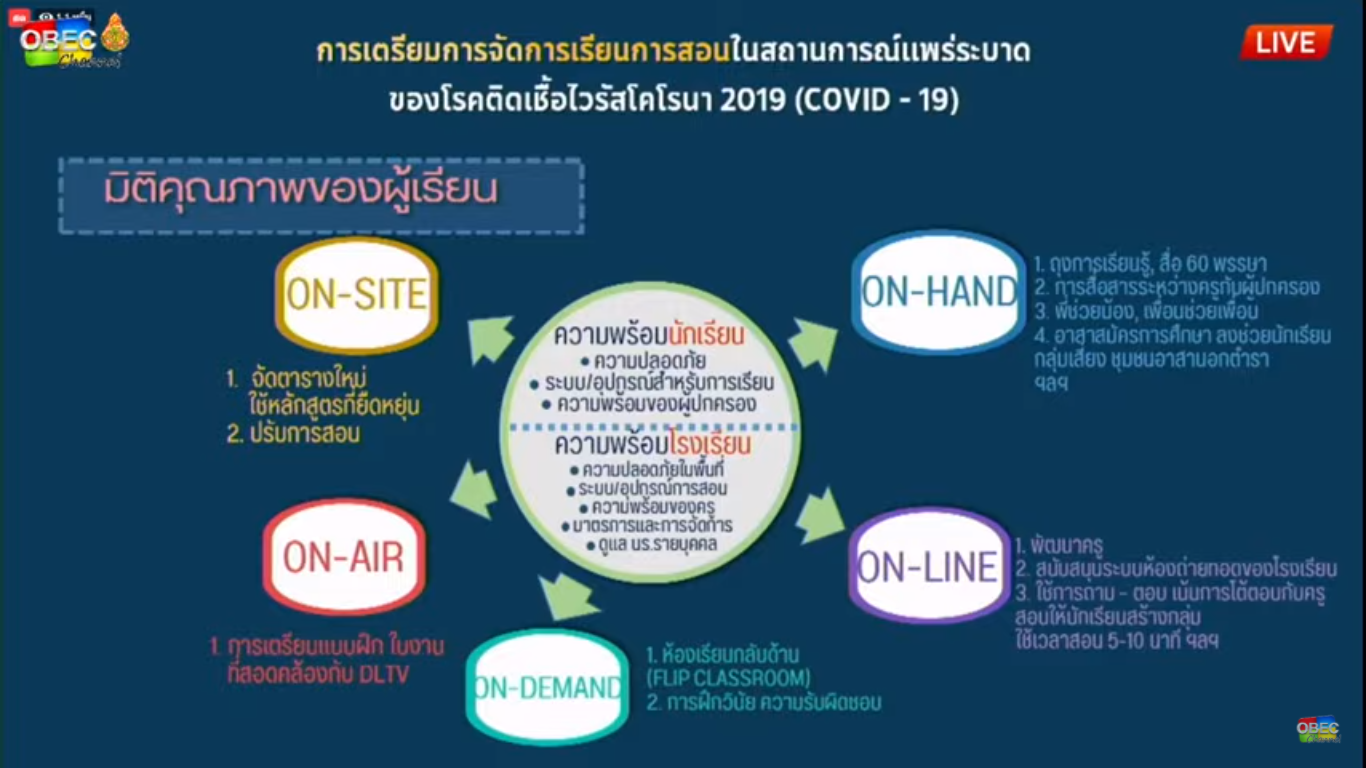 OBEC
Channel
LIVE
การเตรียมการจัดการเรียนการสอนในสถานการณ์แพร่ระบาด
ของโรคติดเชื้อไวรัสโคโรนา 2019 (COVID - 19)
มิติคุณภาพของผู้เรียน
ON-SITE
1. จัดตารางใหม่
ใช้หลักสูตรที่ยืดหยุ่น
2. ปรับการสอน
ความพร้อมนักเรียน
• ความปลอดภัย
• ระบบ/อุปกรณ์สำหรับการเรียน
• ความพร้อมของผู้ปกครอง
ความพร้อมโรงเรียน
• ความปลอดภัยในพื้นที่
• ระบบ/อุปกรณ์การสอน
• ความพร้อมของครู
• มาตรการและการจัดการ
• ดูแล นร.รายบุคคล
ON-HAND
1. ถุงการเรียนรู้, สื่อ 60 พรรษา
2. การสื่อสารระหว่างครูกับผู้ปกครอง
3. พี่ช่วยน้อง, เพื่อนช่วยเพื่อน
4. อาสาสมัครการศึกษา ลงช่วยนักเรียน
กลุ่มเสี่ยง ชุมชนอาสานอกตำรา
ฯลฯ
ON-AIR
1. การเตรียมแบบฝึก ใบงาน
ที่สอดคล้องกับ DLTV
ON-DEMAND
1. ห้องเรียนกลับด้าน
(FLIP CLASSROOM)
2. การฝึกวินัย ความรับผิดชอบ
ON-LINE
1. พัฒนาครู
2. สนับสนุนระบบห้องถ่ายทอดของโรงเรียน
3. ใช้การถาม - ตอบ เน้นการโต้ตอบกับครู
สอนให้นักเรียนสร้างกลุ่ม
ใช้เวลาสอน 5-10 นาที ฯลฯ
OBEC